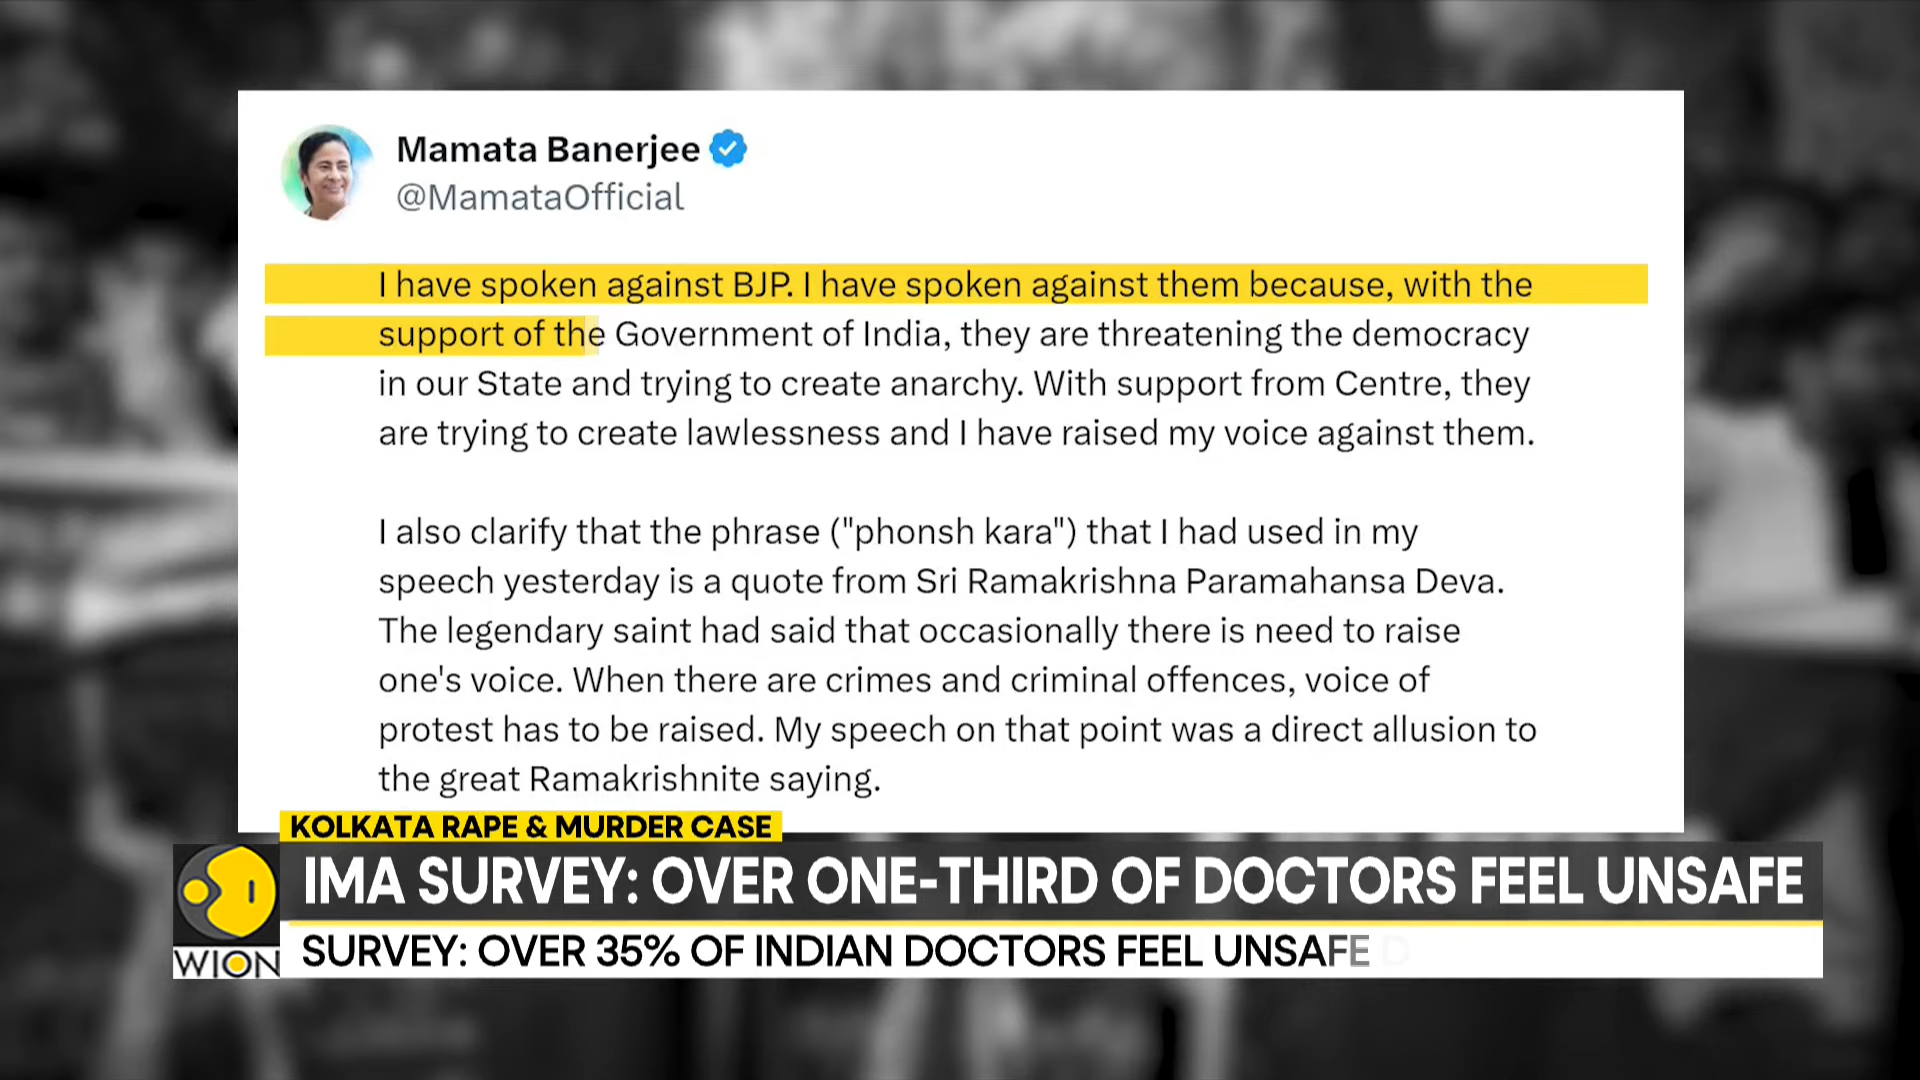 Mamata Banerjee
@MamataOfficial
I have spoken against BJP. I have spoken against them because, with the
support of the Government of India, they are threatening the democracy
in our State and trying to create anarchy. With support from Centre, they
are trying to create lawlessness and I have raised my voice against them.
I also clarify that the phrase ("phonsh kara") that I had used in my
speech yesterday is a quote from Sri Ramakrishna Paramahansa Deva.
The legendary saint had said that occasionally there is need to raise
one's voice. When there are crimes and criminal offences, voice of
protest has to be raised. My speech on that point was a direct allusion to
the great Ramakrishnite saying.
KOLKATA RAPE & MURDER CASE
IMA SURVEY: OVER ONE-THIRD OF DOCTORS FEEL UNSAFE
SURVEY: OVER 35% OF INDIAN DOCTORS FEEL UNSAFE D
WION